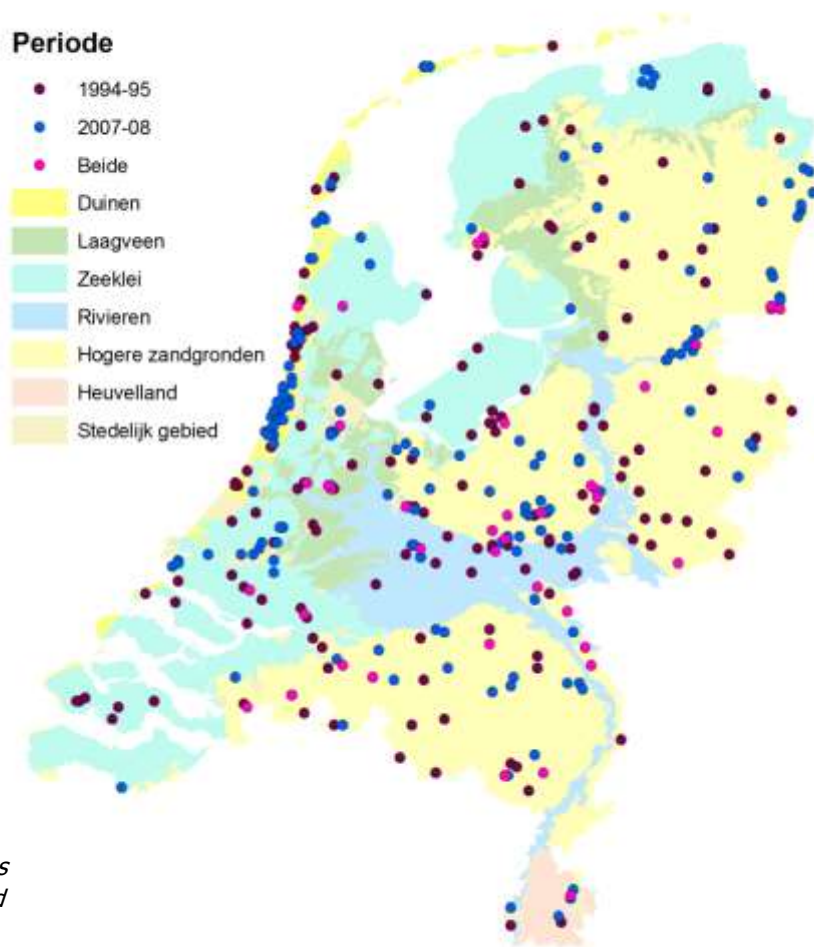 Periode
1994-95
2007-08
Beide
Duinen
Laagveen
Zeeklei
Rivieren
Hogere zandgronden
Heuvelland
Stedelijk gebied